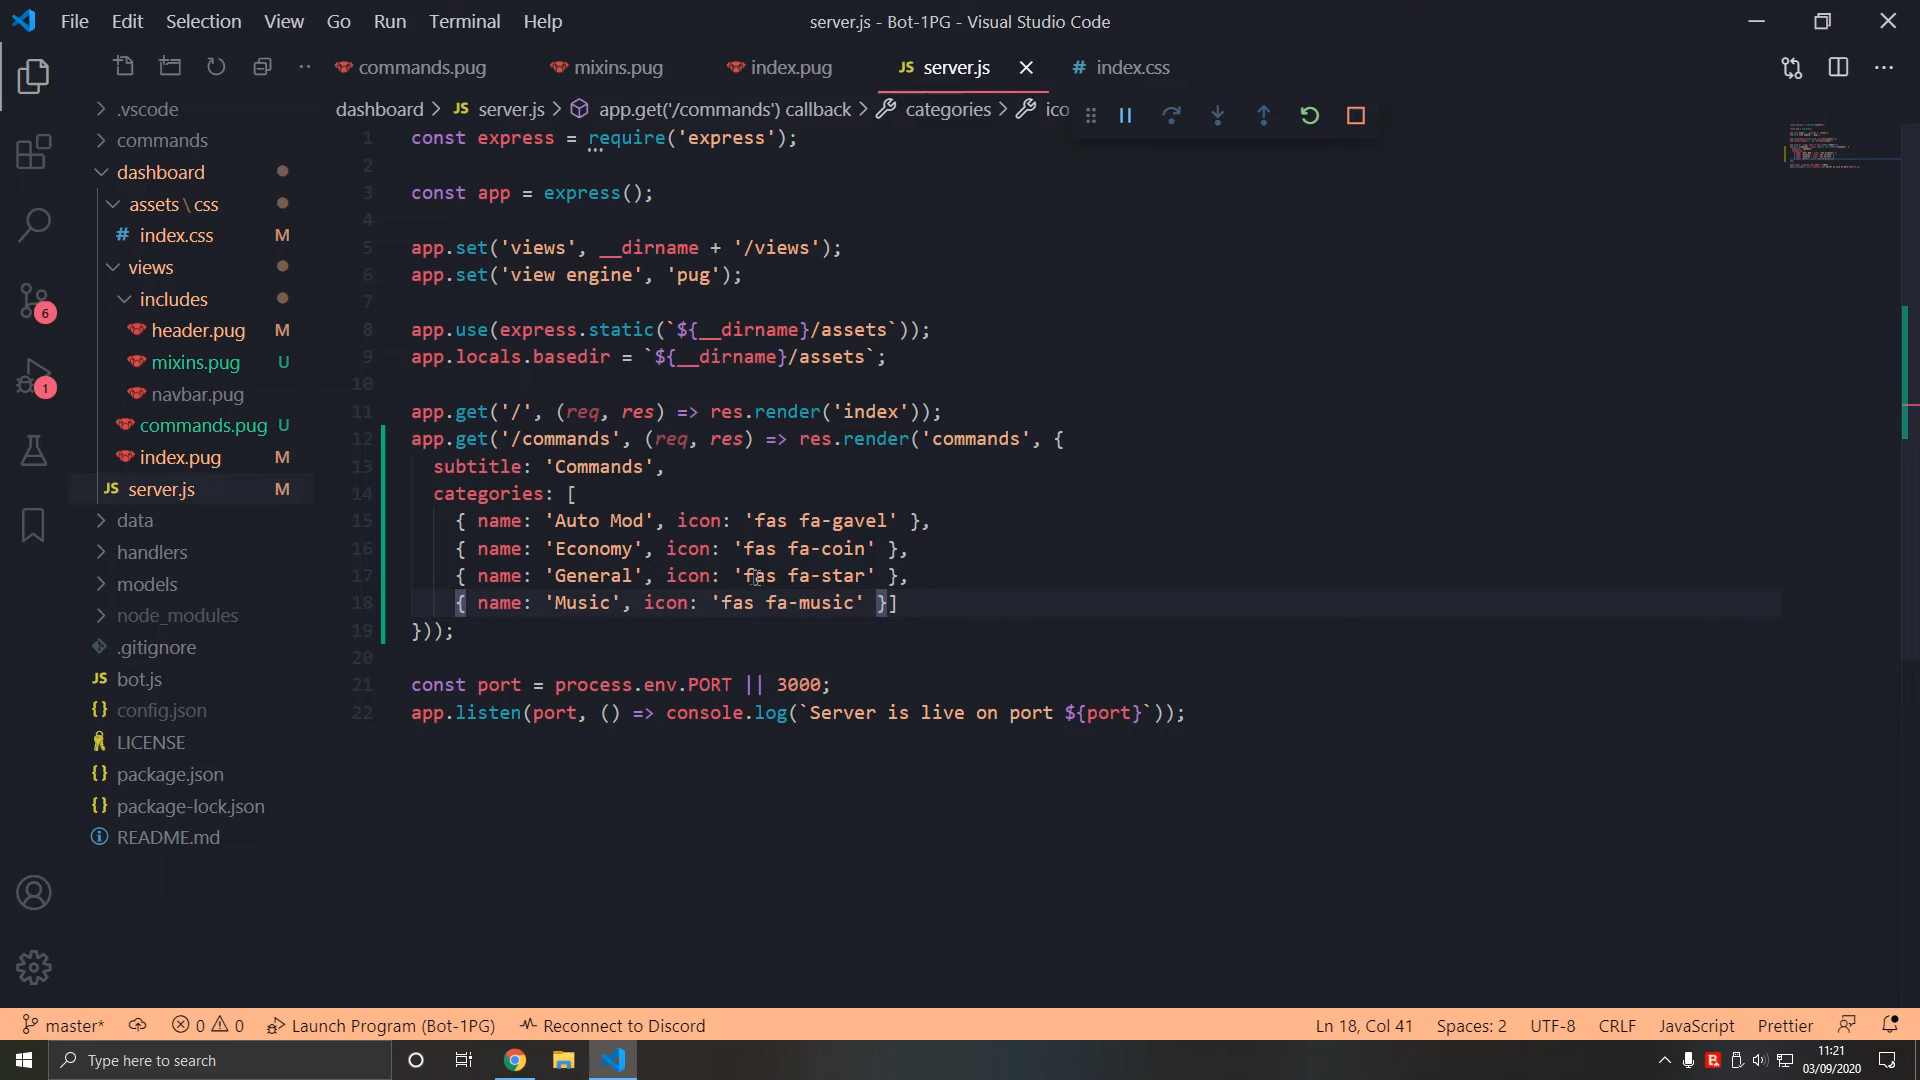 File Edit Selection View Go Run Terminal Help
server.js - Bot-1PG - Visual Studio Code
commands.pug mixins.pug index.pug JS server.js # index.css
dashboard > JS server.js > app.get('/commands') callback > categories > ico
.vscode
commands
dashboard
assets \ css
# index.css M
views
includes
header.pug M
mixins.pug U
navbar.pug
commands.pug U
index.pug M
JS server.js M
data
handlers
models
node_modules
.gitignore
JS bot.js
{} config.json
LICENSE
{} package.json
{} package-lock.json
README.md
6
1
1 const express = require('express');
2
3 const app = express();
4
5 app.set('views', __dirname + '/views');
6 app.set('view engine', 'pug');
7
8 app.use(express.static(`${__dirname}/assets`));
9 app.locals.basedir = `${__dirname}/assets`;
10
11 app.get('/', (req, res) => res.render('index'));
12 app.get('/commands', (req, res) => res.render('commands', {
13 subtitle: 'Commands',
14 categories: [
15 { name: 'Auto Mod', icon: 'fas fa-gavel' },
16 { name: 'Economy', icon: 'fas fa-coin' },
17 { name: 'General', icon: 'fas fa-star' },
18 { name: 'Music', icon: 'fas fa-music' }]
19 }));
20
21 const port = process.env.PORT || 3000;
22 app.listen(port, () => console.log(`Server is live on port ${port}`));
master* 0 0 Launch Program (Bot-1PG) Reconnect to Discord Ln 18, Col 41 Spaces: 2 UTF-8 CRLF JavaScript Prettier
Type here to search
11:21
03/09/2020